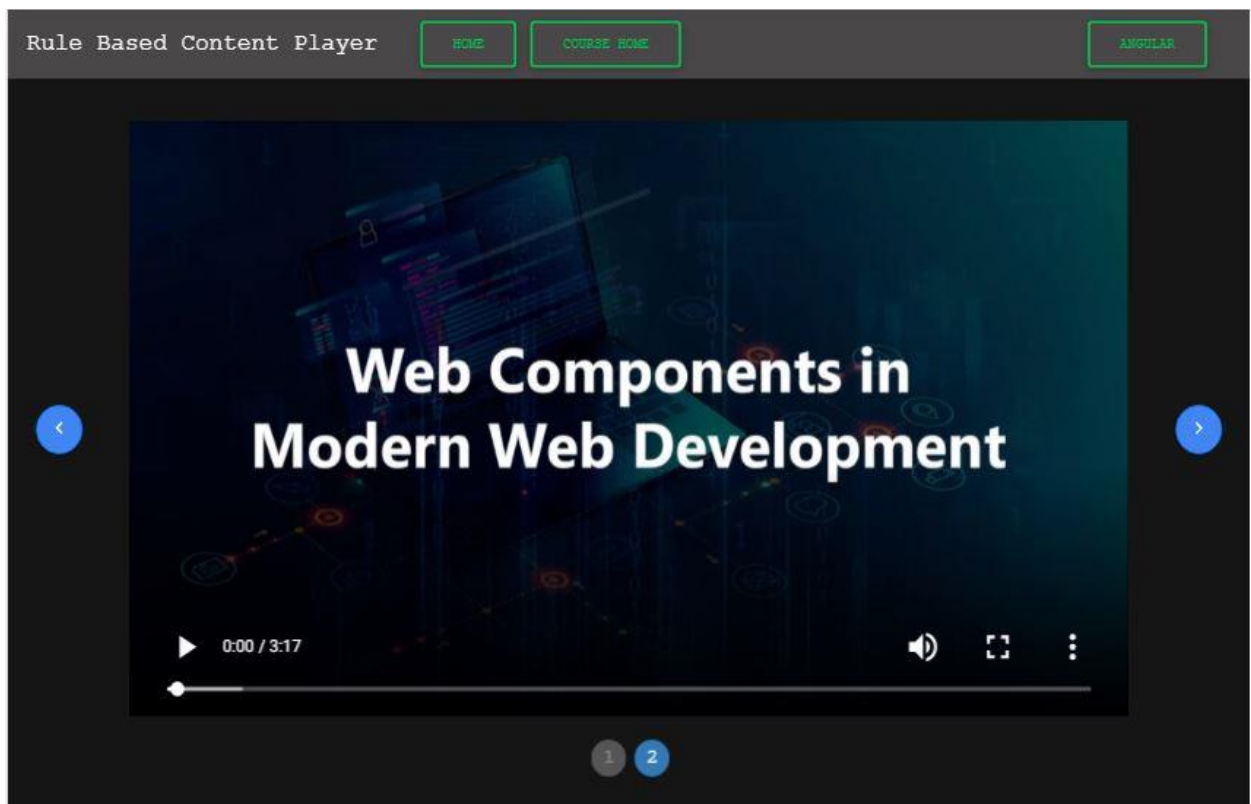 Rule Based Content Player HOME COURSE HOME ANGULAR
Web Components in
Modern Web Development
0:00 / 3:17
1 2